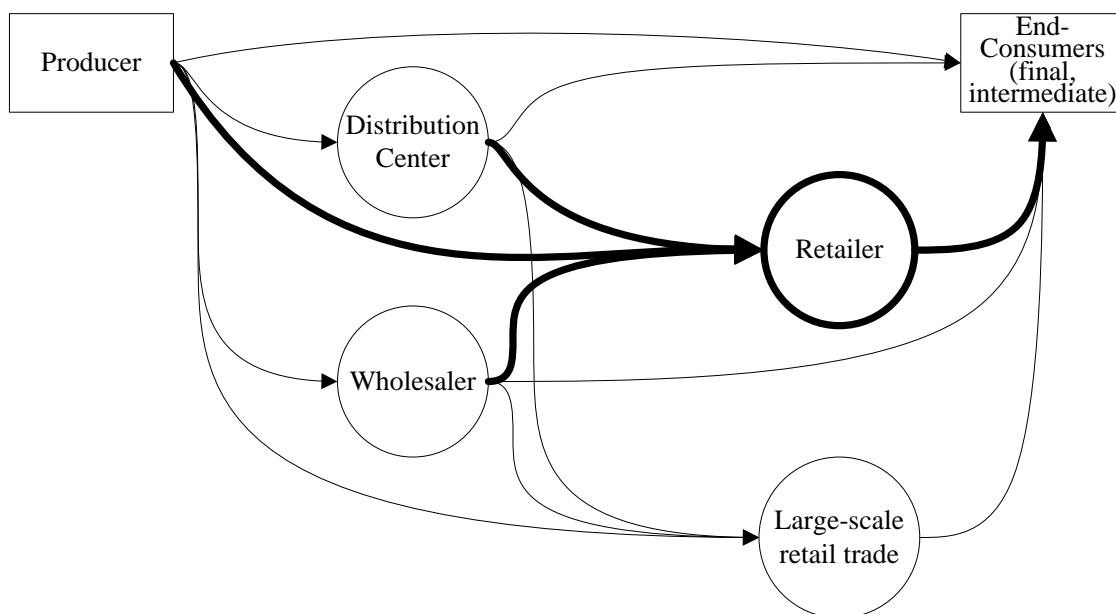 Producer
End-
Consumers
(final,
intermediate)
Distribution
Center
Retailer
Wholesaler
Large-scale
retail trade